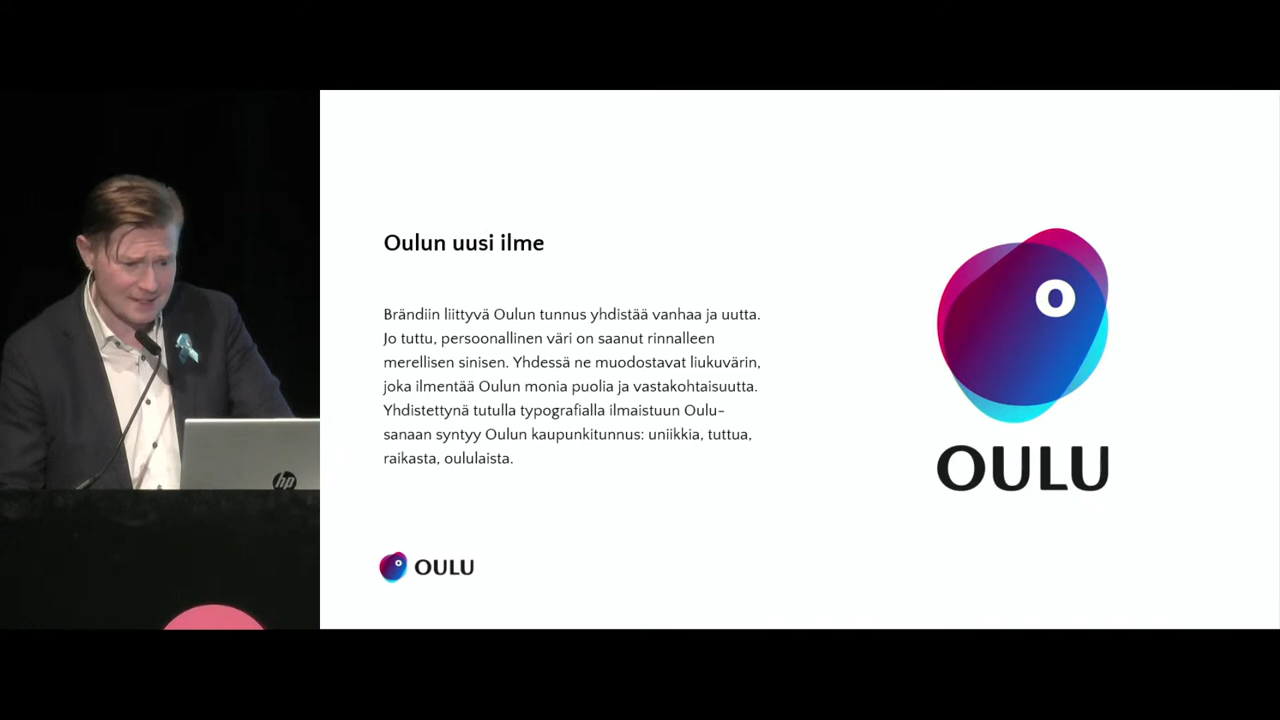 Oulun uusi ilme
Brändiin liittyvä Oulun tunnus yhdistää vanhaa ja uutta.
Jo tuttu, persoonallinen väri on saanut rinnalleen
merellisen sinisen. Yhdessä ne muodostavat liukuvärin,
joka ilmentää Oulun monia puolia ja vastakohtaisuutta.
Yhdistettynä tutulla typografialla ilmaistuun Oulu-
sanaan syntyy Oulun kaupunkitunnus: uniikkia, tuttua,
raikasta, oululaista.
O
OULU
OULU
hp